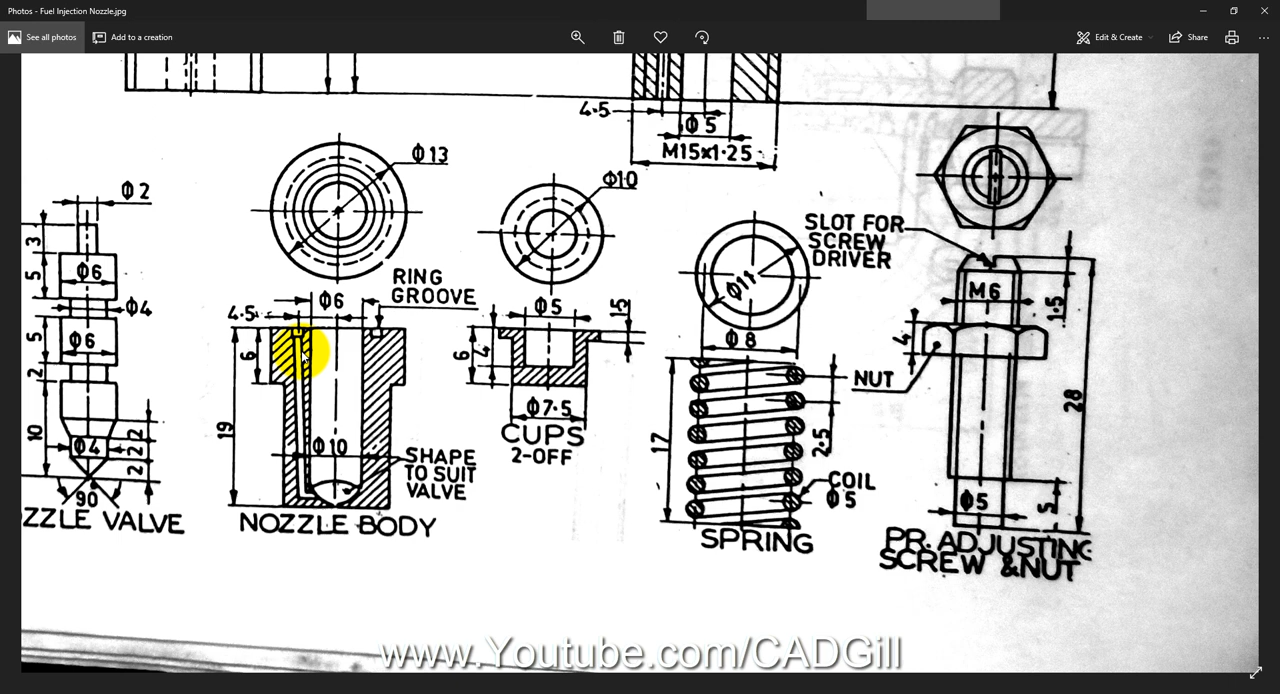 Photos - Fuel Injection Nozzle.jpg
See all photos
Add to a creation
Edit & Create
Share
4.5
Φ5
M15x1.25
Φ13
Φ10
Φ2
3
5
Φ6
Φ4
5
Φ6
2
10
Φ4
2
2
2
90
ZZLE VALVE
RING
GROOVE
Φ6
4.5
6
19
Φ10
SHAPE
TO SUIT
VALVE
NOZZLE BODY
Φ5
1.5
6
4
Φ7.5
CUPS
2-OFF
Φ11
Φ8
17
2.5
COIL
Φ5
SPRING
SLOT FOR
SCREW
DRIVER
M6
1.5
4
NUT
28
Φ5
5
PR. ADJUSTING
SCREW &NUT
www.Youtube.com/CADGill